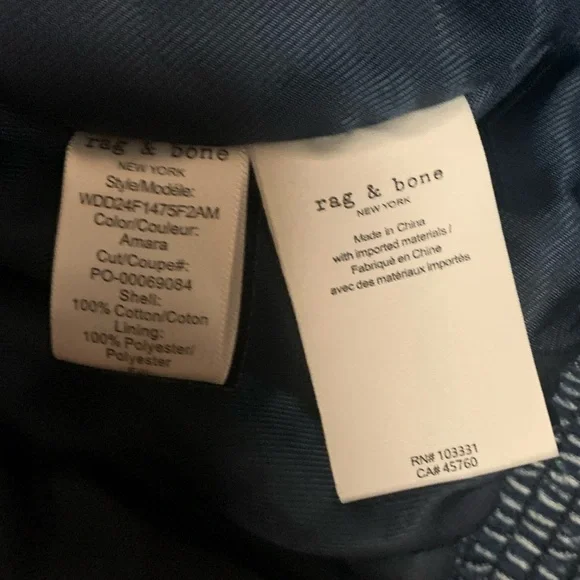 rag & bone
NEW YORK
Style/Modéle:
WDD24F1475F2AM
Color/Couleur:
Amara
Cut/Coupe#:
PO-00069084
Shell:
100% Cotton/Coton
Lining:
100% Polyester/
Polyester
rag & bone
NEW YORK
Made in China
with imported materials /
Fabriqué en Chine
avec des matériaux importés
RN# 103331
CA# 45760